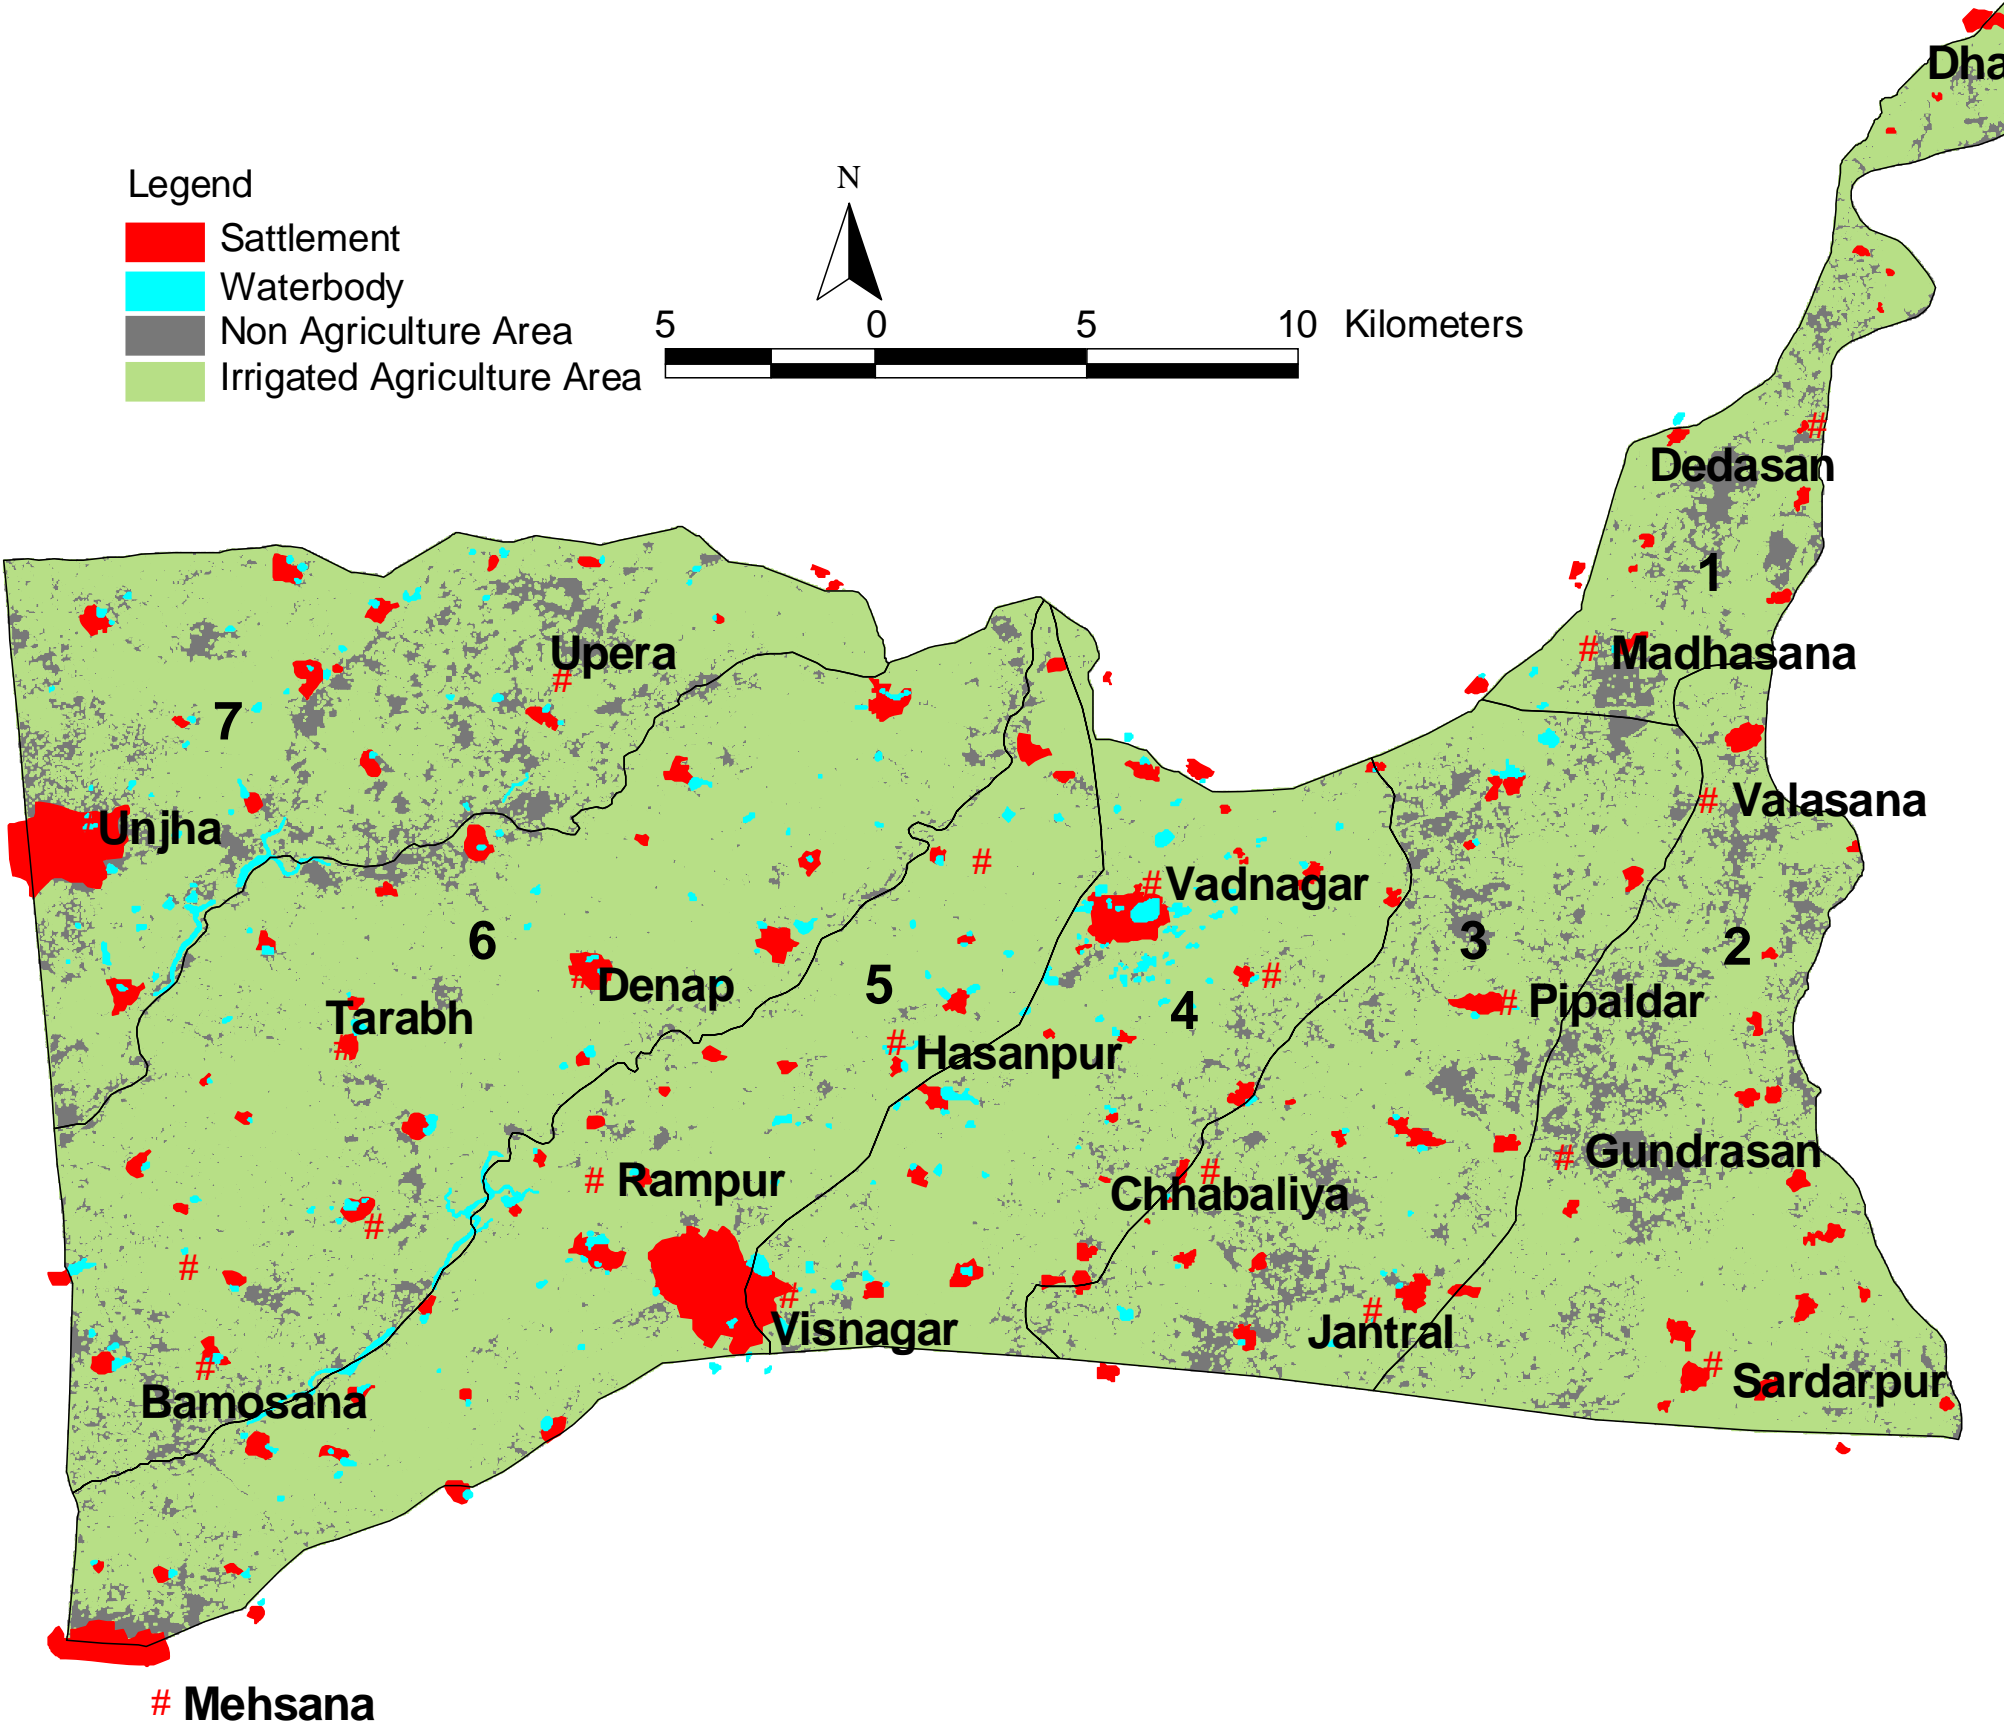 Dha
Legend
N
Sattlement
Waterbody
Non Agriculture Area
5 0 5 10 Kilometers
Irrigated Agriculture Area
#
Dedasan
1
# Madhasana
Upera
#
7
# Valasana
# Unjha
#
# Vadnagar
6
3
2
5
# Denap
#
4
# Pipaldar
Tarabh
#
#
Hasanpur
# Gundrasan
# Rampur
#
Chhabaliya
#
#
#
Visnagar
#
Jantral
#
Bamosana
#
Sardarpur
# Mehsana